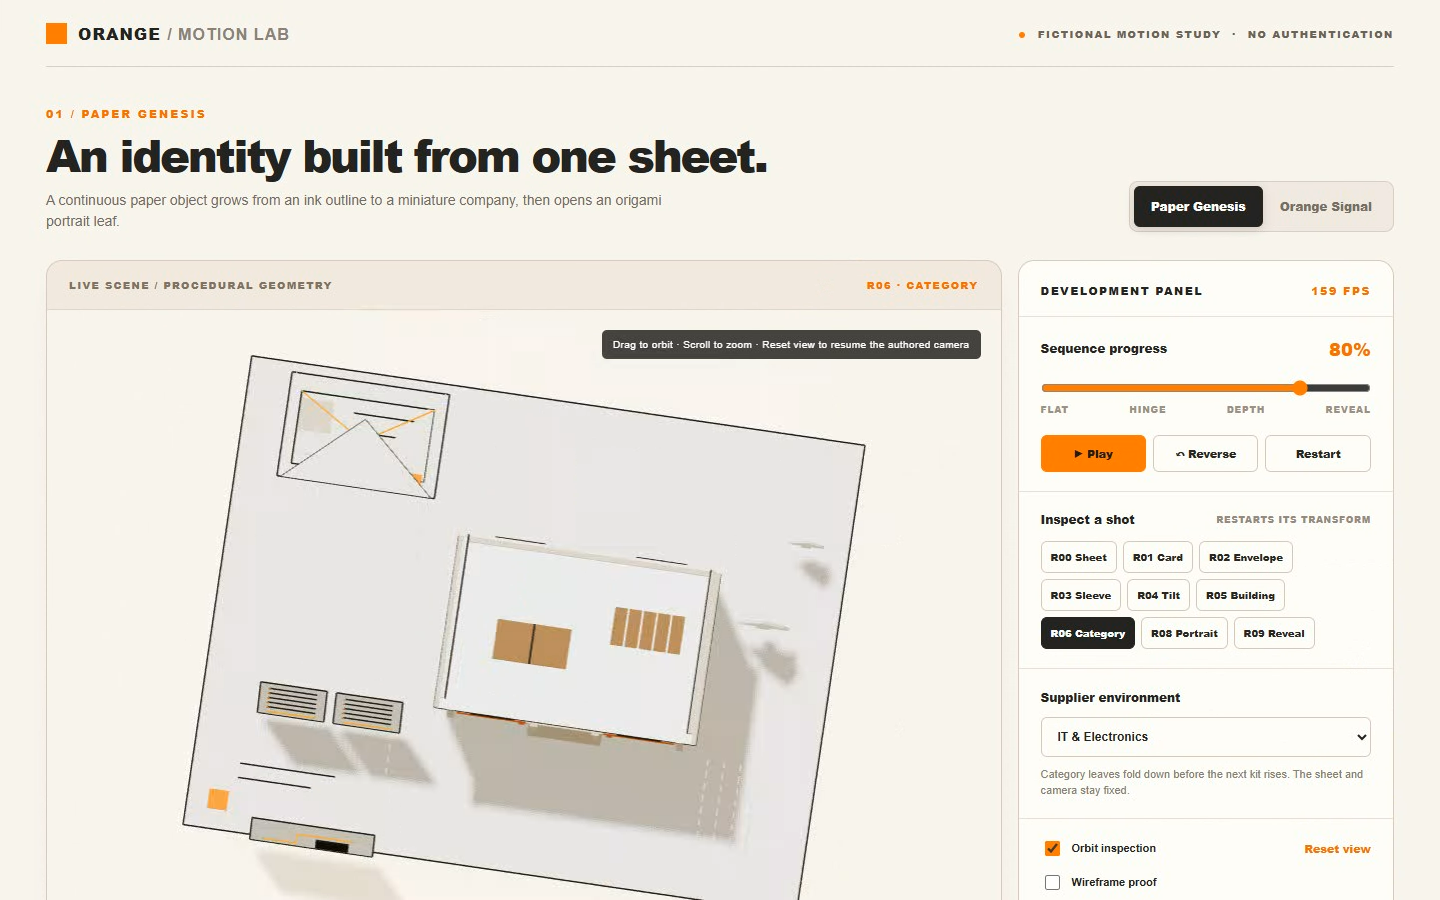 ORANGE / MOTION LAB
FICTIONAL MOTION STUDY · NO AUTHENTICATION
01 / PAPER GENESIS
An identity built from one sheet.
A continuous paper object grows from an ink outline to a miniature company, then opens an origami
portrait leaf.
Paper Genesis
Orange Signal
LIVE SCENE / PROCEDURAL GEOMETRY
R06 · CATEGORY
Drag to orbit · Scroll to zoom · Reset view to resume the authored camera
DEVELOPMENT PANEL
159 FPS
Sequence progress
80%
FLAT HINGE DEPTH REVEAL
Play
Reverse
Restart
Inspect a shot
RESTARTS ITS TRANSFORM
R00 Sheet R01 Card R02 Envelope
R03 Sleeve R04 Tilt R05 Building
R06 Category R08 Portrait R09 Reveal
Supplier environment
IT & Electronics
Category leaves fold down before the next kit rises. The sheet and
camera stay fixed.
Orbit inspection
Reset view
Wireframe proof